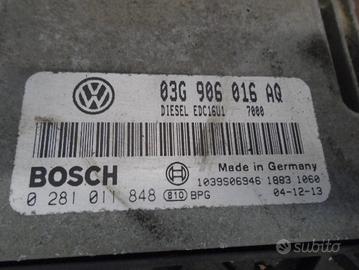 03G 906 016 AQ
DIESEL EDC16U1 7000
BOSCH
Made in Germany
1039S06946 1883 1060
0 281 011 848 810 BPG 04-12-13
subito